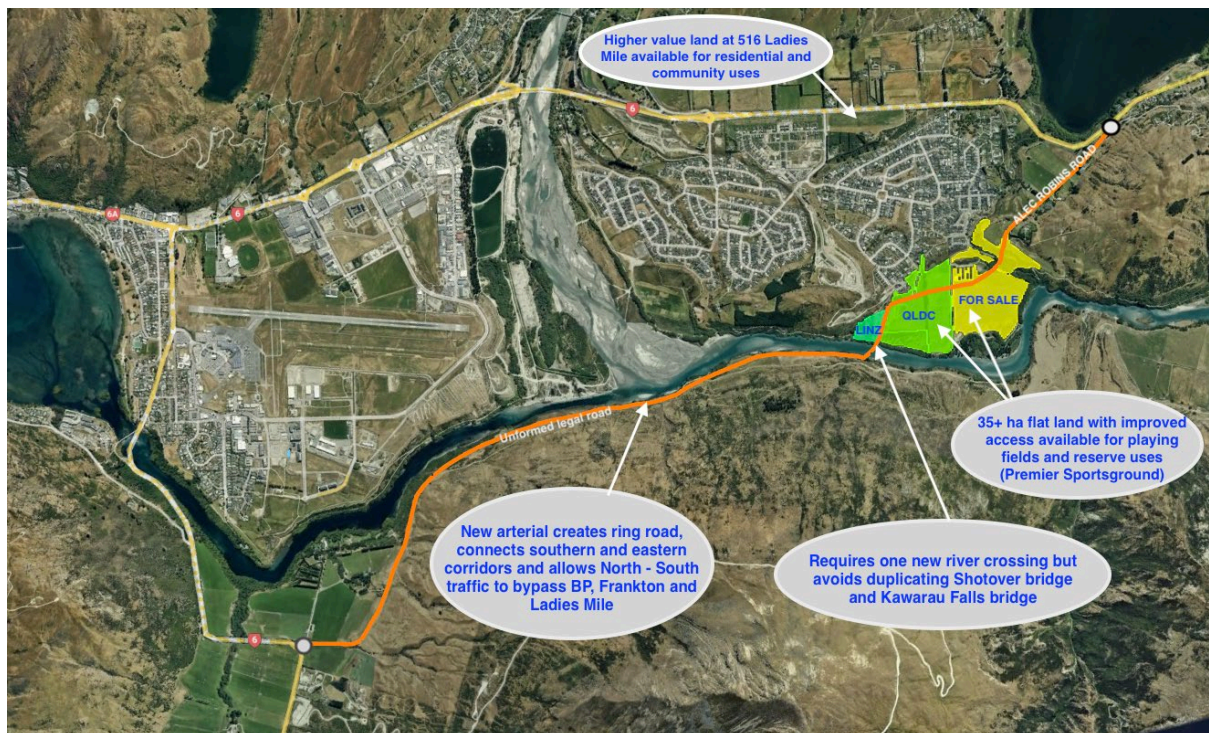 Higher value land at 516 Ladies
Mile available for residential and
community uses
6
6A
6
ALEC ROBINS ROAD
FOR SALE
QLDC
LINZ
Unformed legal road
35+ ha flat land with improved
access available for playing
fields and reserve uses
(Premier Sportsground)
New arterial creates ring road,
connects southern and eastern
corridors and allows North - South
traffic to bypass BP, Frankton and
Ladies Mile
Requires one new river crossing but
avoids duplicating Shotover bridge
and Kawarau Falls bridge
6